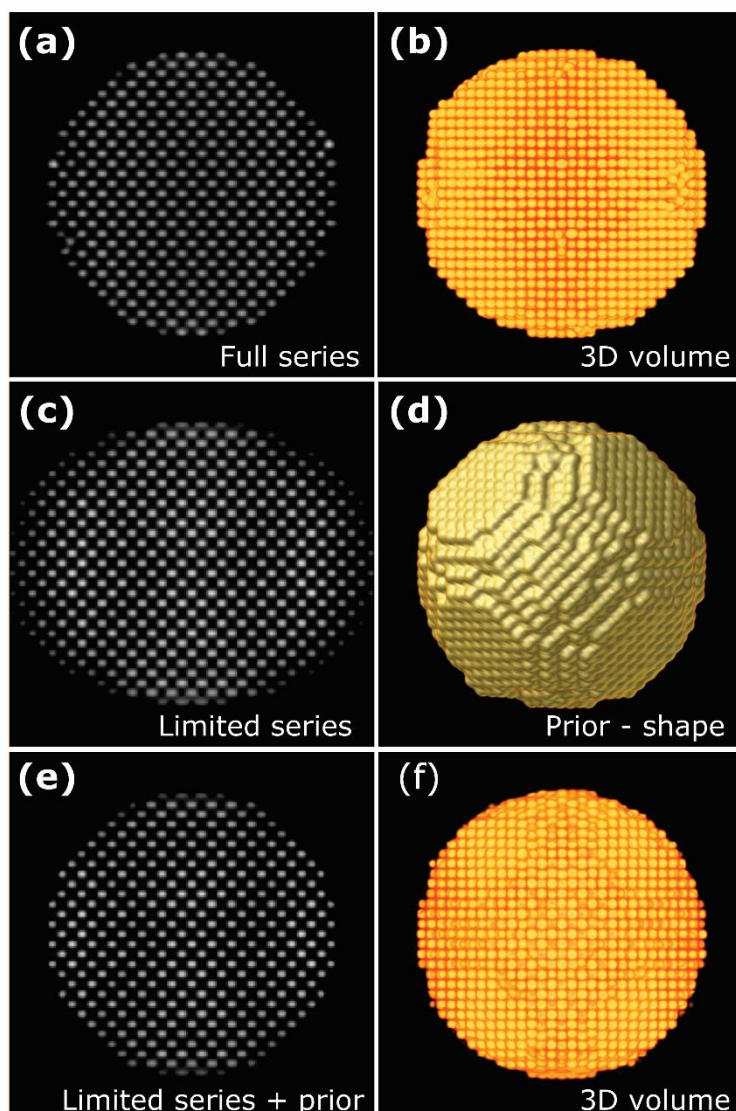 (a)
Full series
(b)
3D volume
(c)
Limited series
(d)
Prior - shape
(e)
Limited series + prior
(f)
3D volume